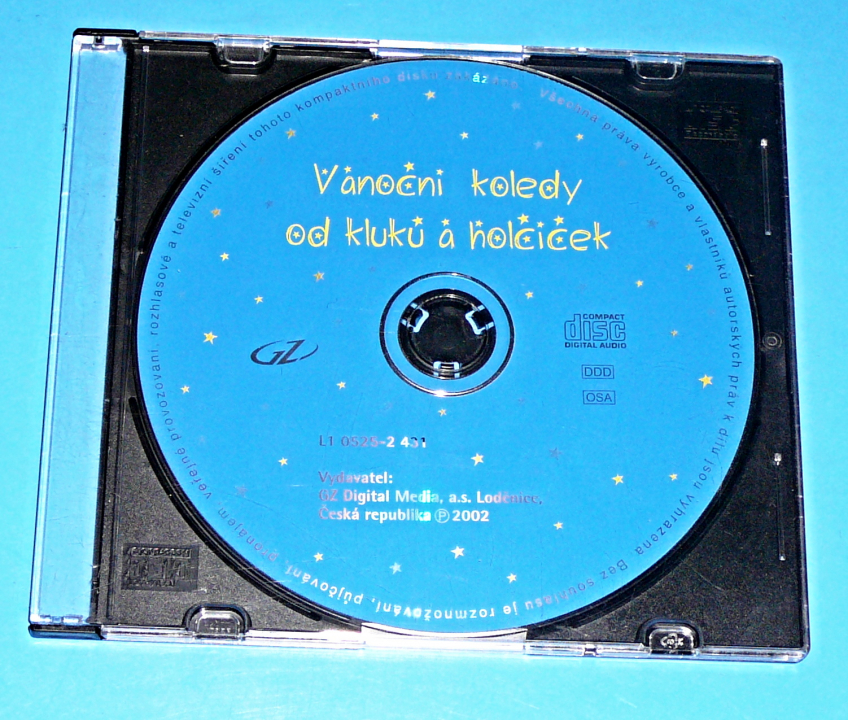 Vánoční koledy
od kluků a holčiček
GZ
COMPACT
disc
DIGITAL AUDIO
DDD
OSA
L1 0525-2 431
Vydavatel:
GZ Digital Media, a.s. Loděnice,
Česká republika Ⓟ 2002
Všechna práva výrobce a vlastníků autorských práv k dílu jsou vyhrazena. Bez souhlasu je rozmnožování, půjčování, pronájem, veřejné provozování, rozhlasové a televizní šíření tohoto kompaktního disku zakázáno.